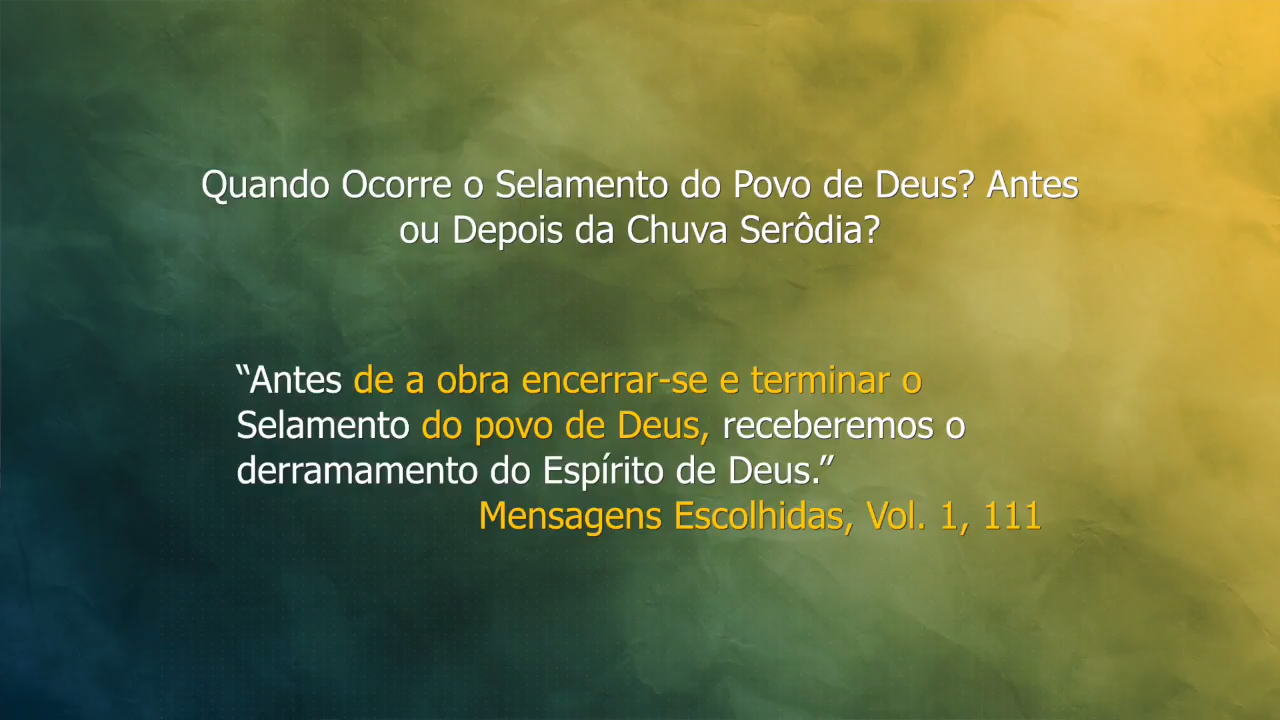 Quando Ocorre o Selamento do Povo de Deus? Antes
ou Depois da Chuva Serôdia?
“Antes de a obra encerrar-se e terminar o
Selamento do povo de Deus, receberemos o
derramamento do Espírito de Deus.”
Mensagens Escolhidas, Vol. 1, 111